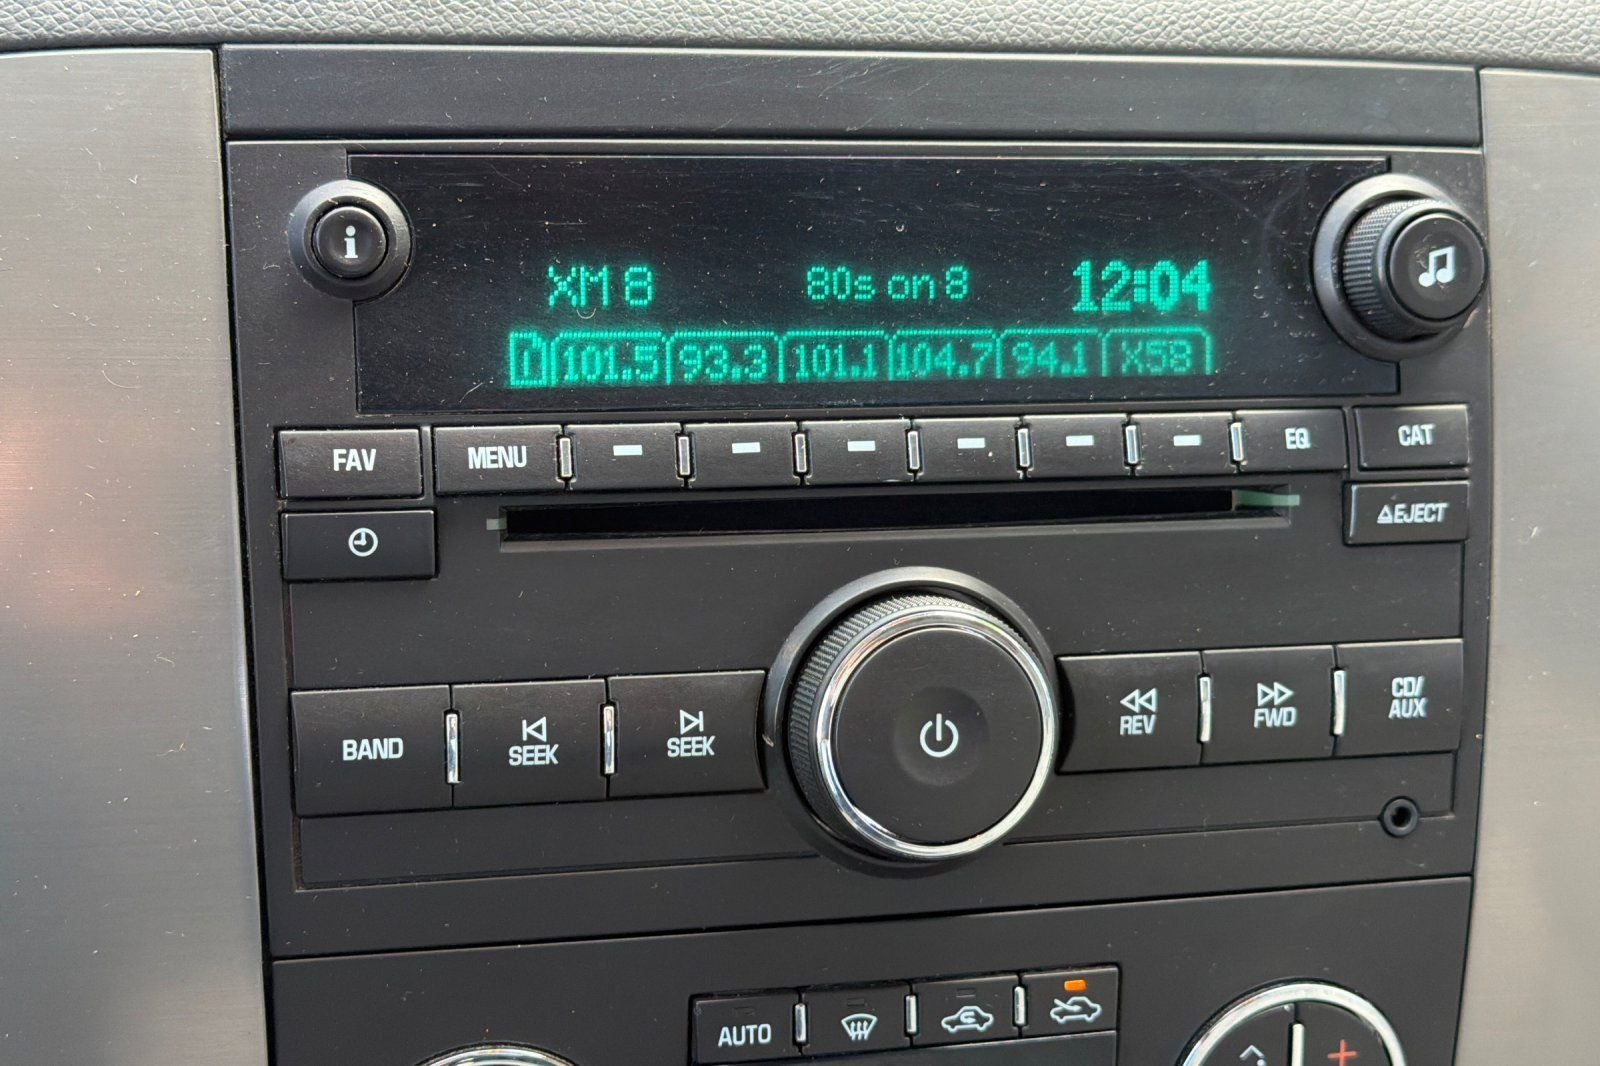 i
XM 8 80s on 8 12:04
1 101.5 93.3 101.1 104.7 94.1 X58
FAV MENU EQ CAT
EJECT
BAND SEEK SEEK REV FWD CD/
AUX
AUTO